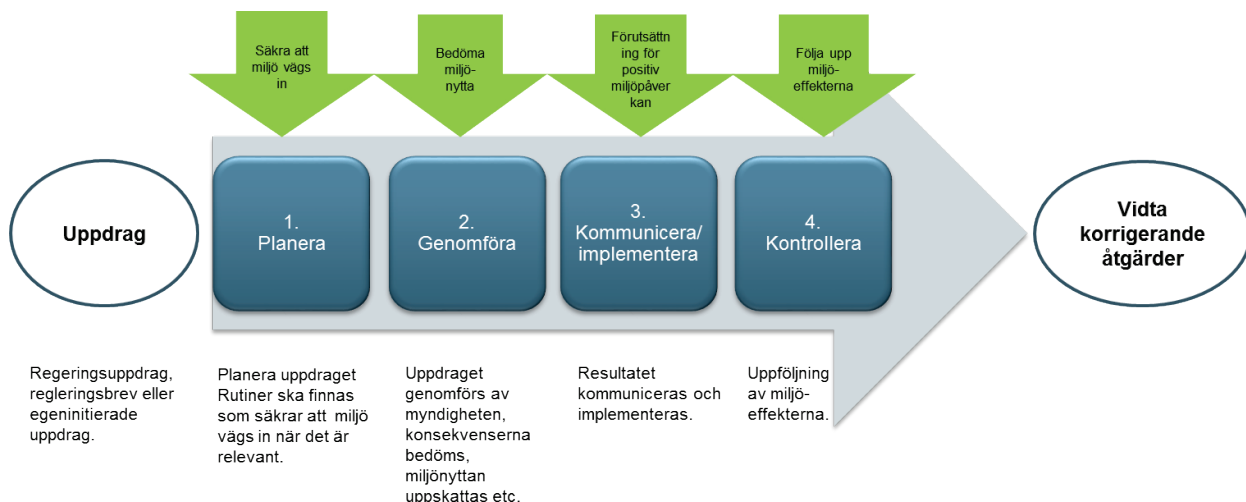 Säkra att
miljö vägs
in
Bedöma
miljö-
nytta
Förutsättn
ing för
positiv
miljöpåver
kan
Följa upp
miljö-
effekterna
Uppdrag
1.
Planera
2.
Genomföra
3.
Kommunicera/
implementera
4.
Kontrollera
Vidta
korrigerande
åtgärder
Regeringsuppdrag,
regleringsbrev eller
egeninitierade
uppdrag.
Planera uppdraget
Rutiner ska finnas
som säkrar att miljö
vägs in när det är
relevant.
Uppdraget
genomförs av
myndigheten,
konsekvenserna
bedöms,
miljönyttan
uppskattas etc.
Resultatet
kommuniceras och
implementeras.
Uppföljning
av miljö-
effekterna.